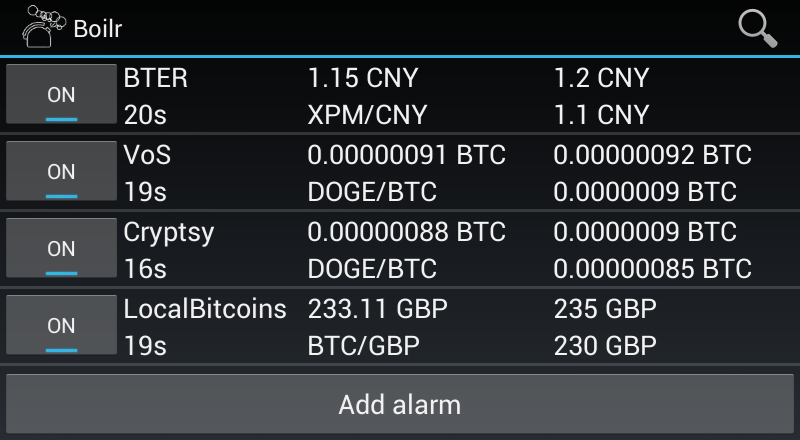 Boilr
ON BTER 1.15 CNY 1.2 CNY
20s XPM/CNY 1.1 CNY
ON VoS 0.00000091 BTC 0.00000092 BTC
19s DOGE/BTC 0.0000009 BTC
ON Cryptsy 0.00000088 BTC 0.0000009 BTC
16s DOGE/BTC 0.00000085 BTC
ON LocalBitcoins 233.11 GBP 235 GBP
19s BTC/GBP 230 GBP
Add alarm